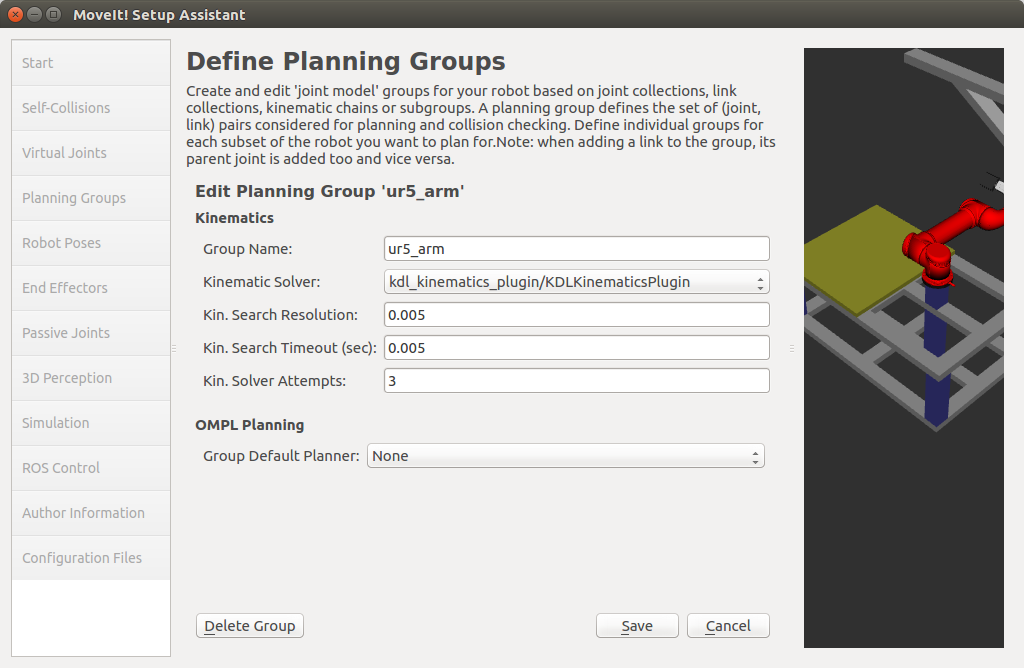 MoveIt! Setup Assistant
Start
Self-Collisions
Virtual Joints
Planning Groups
Robot Poses
End Effectors
Passive Joints
3D Perception
Simulation
ROS Control
Author Information
Configuration Files
Define Planning Groups
Create and edit 'joint model' groups for your robot based on joint collections, link
collections, kinematic chains or subgroups. A planning group defines the set of (joint,
link) pairs considered for planning and collision checking. Define individual groups for
each subset of the robot you want to plan for.Note: when adding a link to the group, its
parent joint is added too and vice versa.
Edit Planning Group 'ur5_arm'
Kinematics
Group Name: ur5_arm
Kinematic Solver: kdl_kinematics_plugin/KDLKinematicsPlugin
Kin. Search Resolution: 0.005
Kin. Search Timeout (sec): 0.005
Kin. Solver Attempts: 3
OMPL Planning
Group Default Planner: None
Delete Group Save Cancel